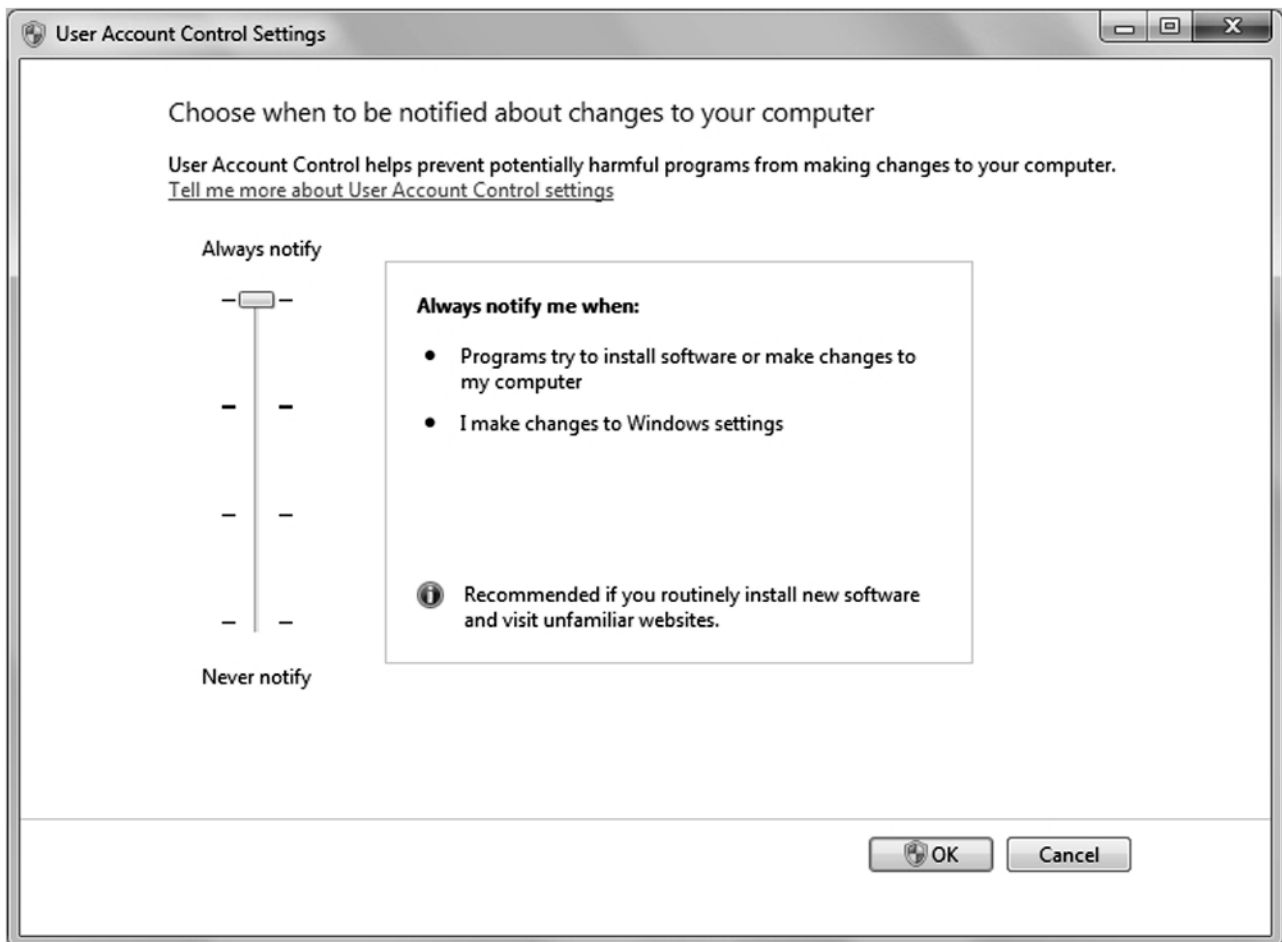 User Account Control Settings
Choose when to be notified about changes to your computer
User Account Control helps prevent potentially harmful programs from making changes to your computer.
Tell me more about User Account Control settings
Always notify
Always notify me when:
● Programs try to install software or make changes to
my computer
● I make changes to Windows settings
Recommended if you routinely install new software
and visit unfamiliar websites.
Never notify
OK
Cancel